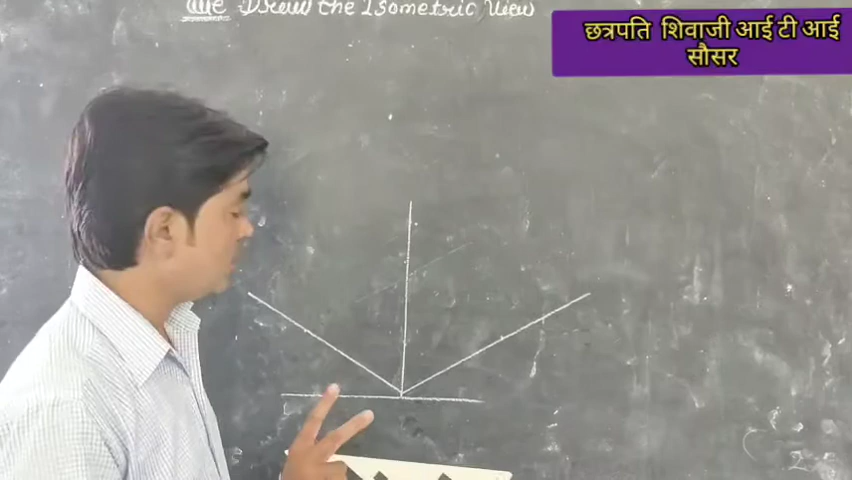 Draw the Isometric View
छत्रपति शिवाजी आई टी आई
सौसर